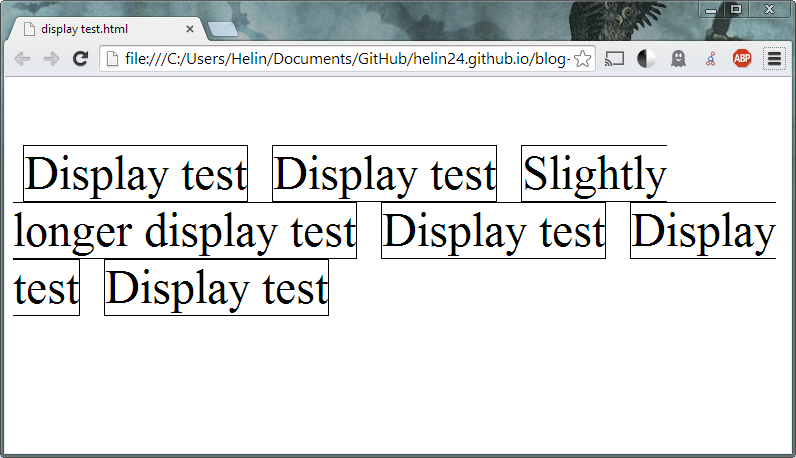 display test.html
file:///C:/Users/Helin/Documents/GitHub/helin24.github.io/blog-
ABP
Display test Display test Slightly
longer display test Display test Display
test Display test